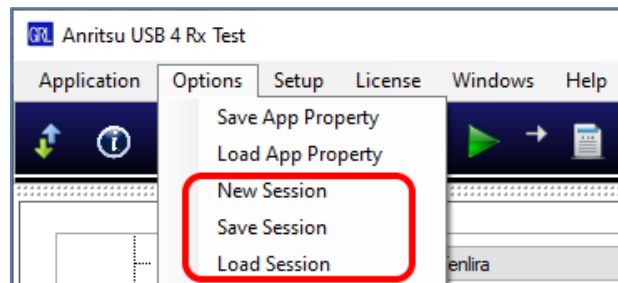 GRL Anritsu USB 4 Rx Test
Application Options Setup License Windows Help
Save App Property
Load App Property
New Session
Save Session
Load Session